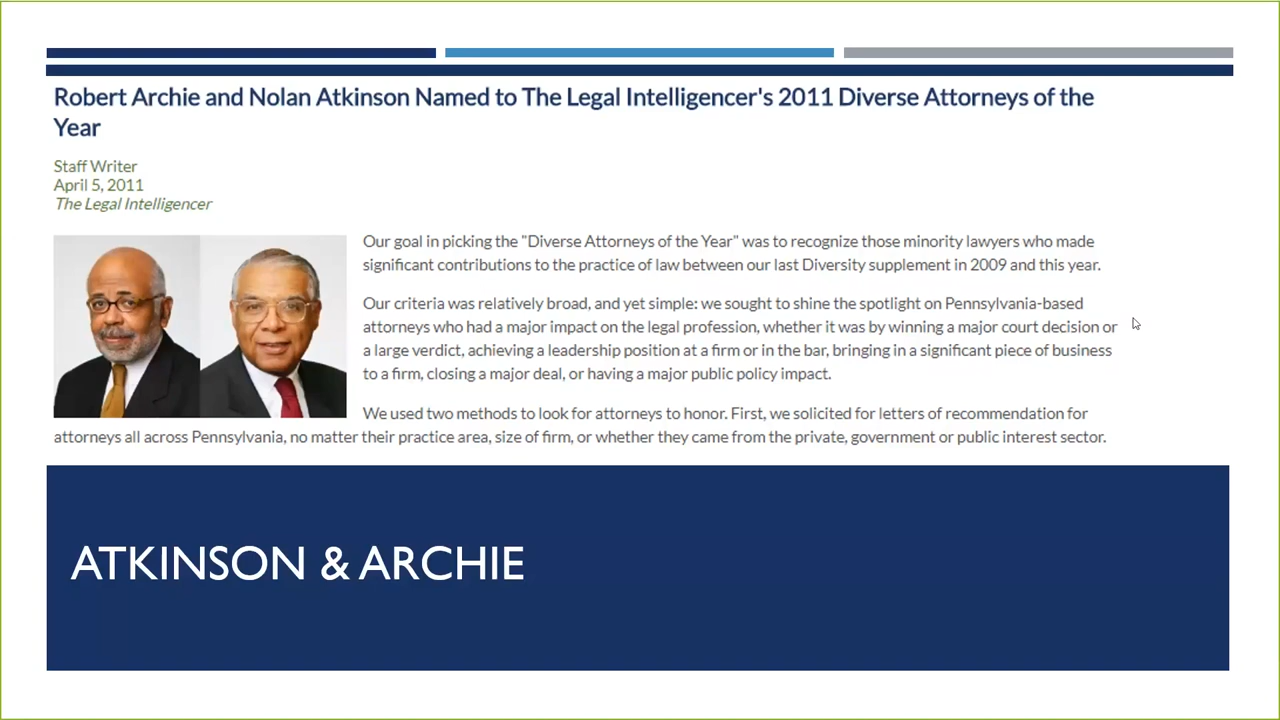 Robert Archie and Nolan Atkinson Named to The Legal Intelligencer's 2011 Diverse Attorneys of the
Year
Staff Writer
April 5, 2011
The Legal Intelligencer
Our goal in picking the "Diverse Attorneys of the Year" was to recognize those minority lawyers who made
significant contributions to the practice of law between our last Diversity supplement in 2009 and this year.
Our criteria was relatively broad, and yet simple: we sought to shine the spotlight on Pennsylvania-based
attorneys who had a major impact on the legal profession, whether it was by winning a major court decision or
a large verdict, achieving a leadership position at a firm or in the bar, bringing in a significant piece of business
to a firm, closing a major deal, or having a major public policy impact.
We used two methods to look for attorneys to honor. First, we solicited for letters of recommendation for
attorneys all across Pennsylvania, no matter their practice area, size of firm, or whether they came from the private, government or public interest sector.
ATKINSON & ARCHIE